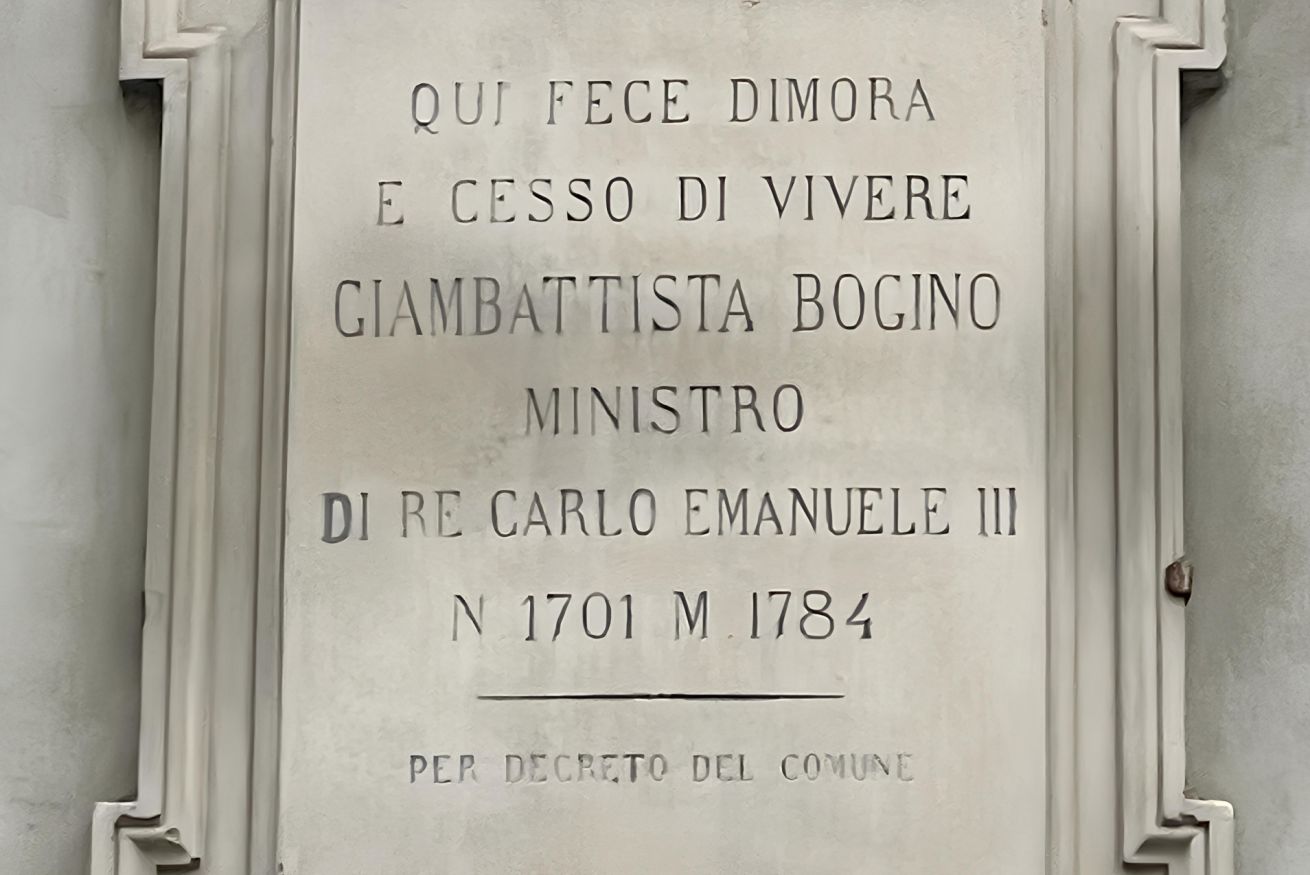 QUI FECE DIMORA
E CESSO DI VIVERE
GIAMBATTISTA BOGINO
MINISTRO
DI RE CARLO EMANUELE III
N 1701 M 1784
PER DECRETO DEL COMUNE